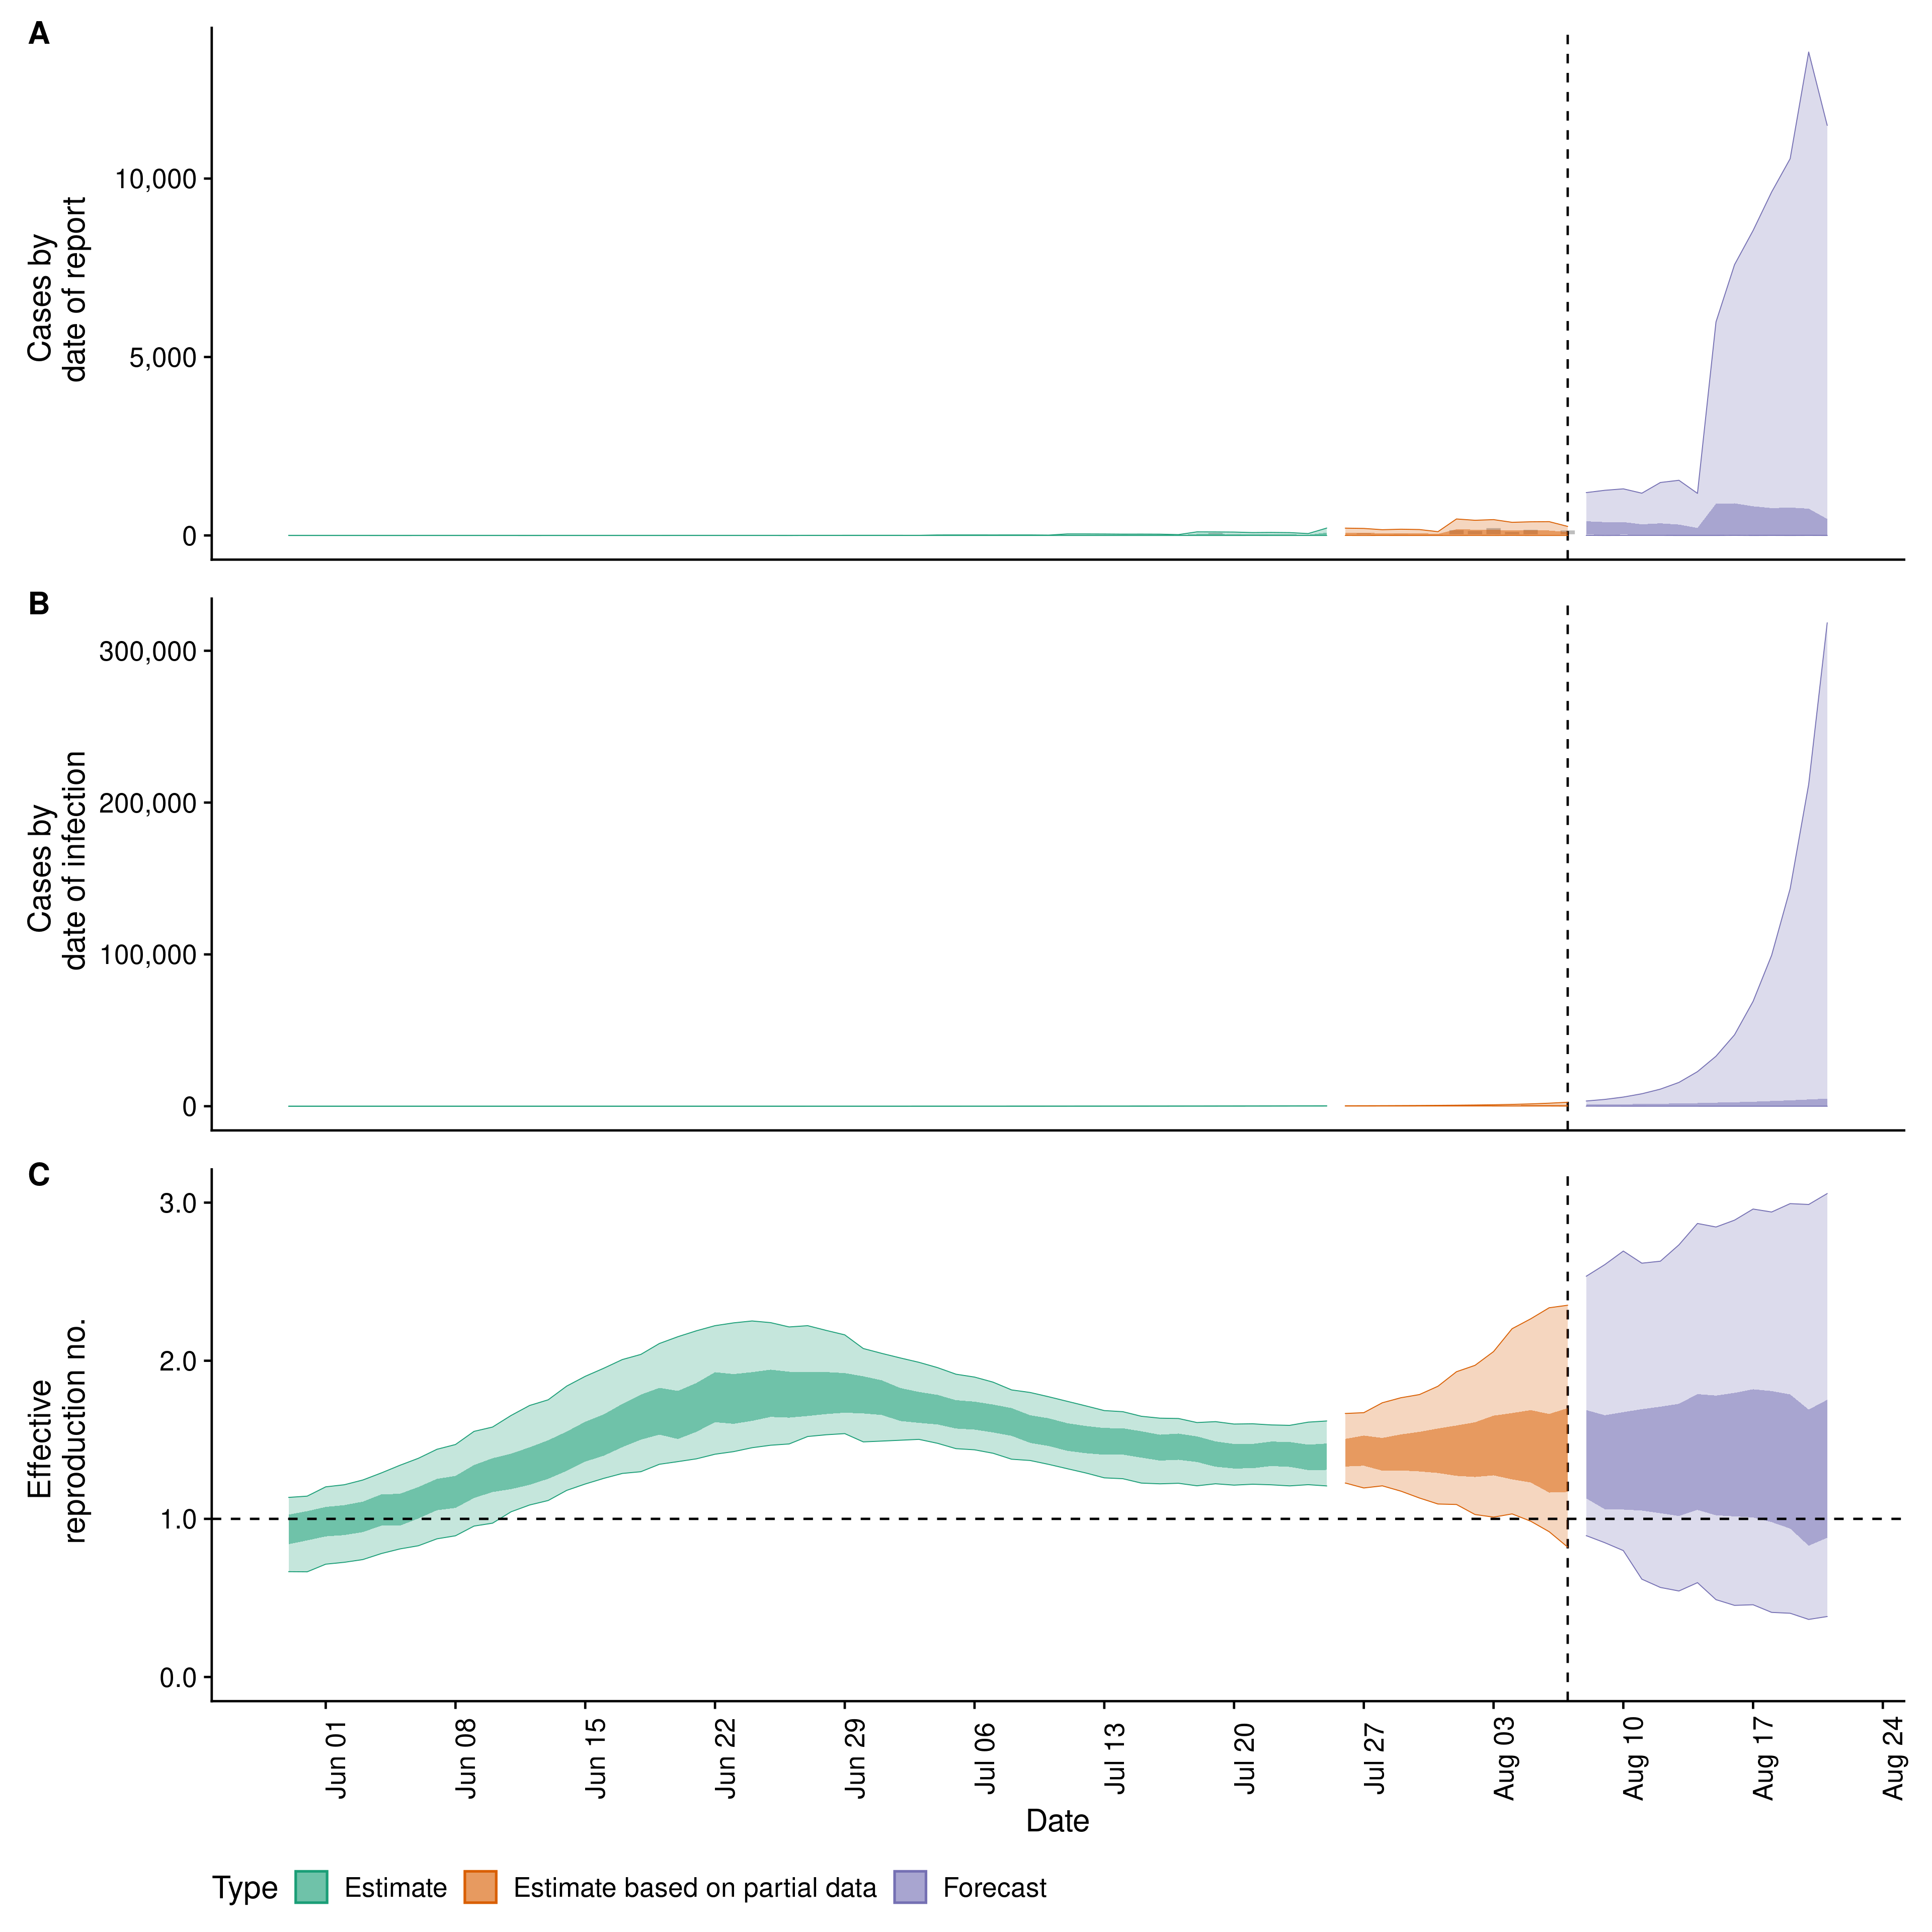 A
Cases by
date of report
10,000
5,000
0
B
Cases by
date of infection
300,000
200,000
100,000
0
C
Effective
reproduction no.
3.0
2.0
1.0
0.0
Jun 01
Jun 08
Jun 15
Jun 22
Jun 29
Jul 06
Jul 13
Jul 20
Jul 27
Aug 03
Aug 10
Aug 17
Aug 24
Date
Type Estimate Estimate based on partial data Forecast